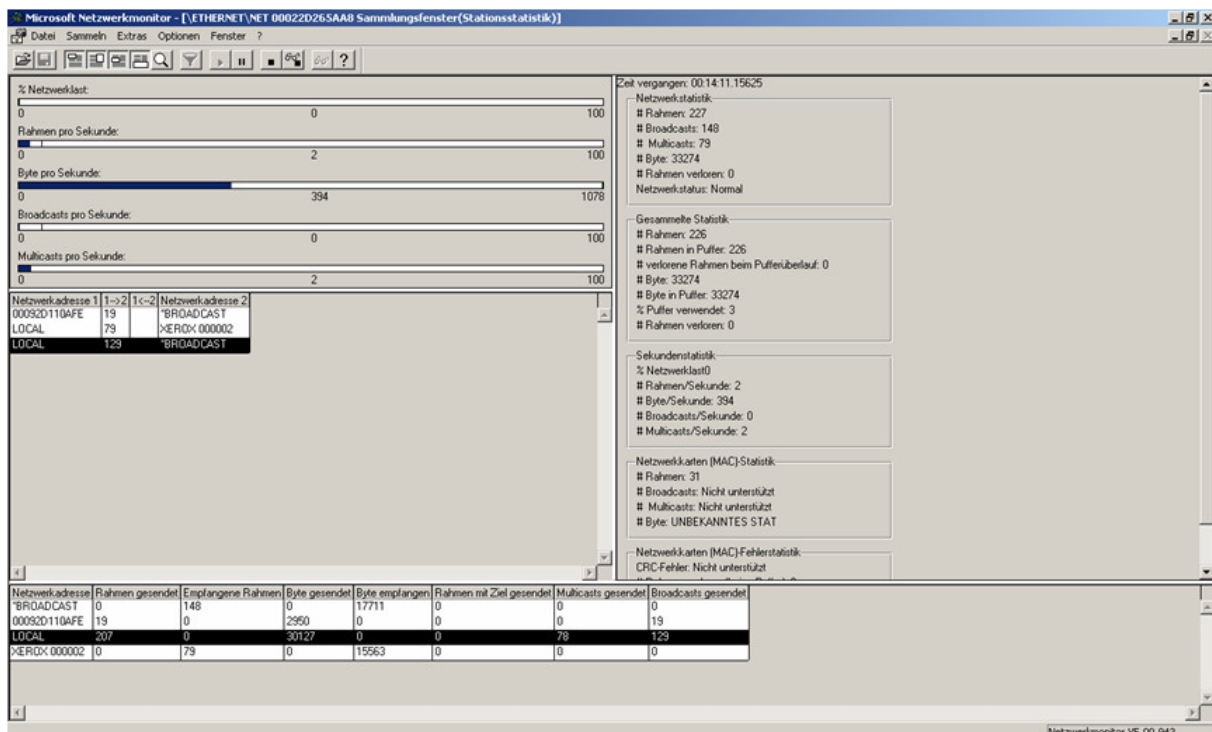 Microsoft Netzwerkmonitor - [\ETHERNET\NET 00022D265AA8 Sammlungsfenster(Stationsstatistik)]
Datei Sammeln Extras Optionen Fenster ?
% Netzwerklast:
0 0 100
Rahmen pro Sekunde:
0 2 100
Byte pro Sekunde:
0 394 1078
Broadcasts pro Sekunde:
0 0 100
Multicasts pro Sekunde:
0 2 100
Netzwerkadresse 1 1-->2 1<--2 Netzwerkadresse 2
00092D110AFE 19 *BROADCAST
LOCAL 79 XEROX 000002
LOCAL 129 *BROADCAST
Zeit vergangen: 00:14:11.15625
Netzwerkstatistik
# Rahmen: 227
# Broadcasts: 148
# Multicasts: 79
# Byte: 33274
# Rahmen verloren: 0
Netzwerkstatus: Normal
Gesammelte Statistik
# Rahmen: 226
# Rahmen in Puffer: 226
# verlorene Rahmen beim Pufferüberlauf: 0
# Byte: 33274
# Byte in Puffer: 33274
% Puffer verwendet: 3
# Rahmen verloren: 0
Sekundenstatistik
% Netzwerklast0
# Rahmen/Sekunde: 2
# Byte/Sekunde: 394
# Broadcasts/Sekunde: 0
# Multicasts/Sekunde: 2
Netzwerkkarten (MAC)-Statistik
# Rahmen: 31
# Broadcasts: Nicht unterstützt
# Multicasts: Nicht unterstützt
# Byte: UNBEKANNTES STAT
Netzwerkkarten (MAC)-Fehlerstatistik
CRC-Fehler: Nicht unterstützt
Netzwerkadresse Rahmen gesendet Empfangene Rahmen Byte gesendet Byte empfangen Rahmen mit Ziel gesendet Multicasts gesendet Broadcasts gesendet
*BROADCAST 0 148 0 17711 0 0 0
00092D110AFE 19 0 2950 0 0 0 19
LOCAL 207 0 30127 0 0 78 129
XEROX 000002 0 79 0 15563 0 0 0